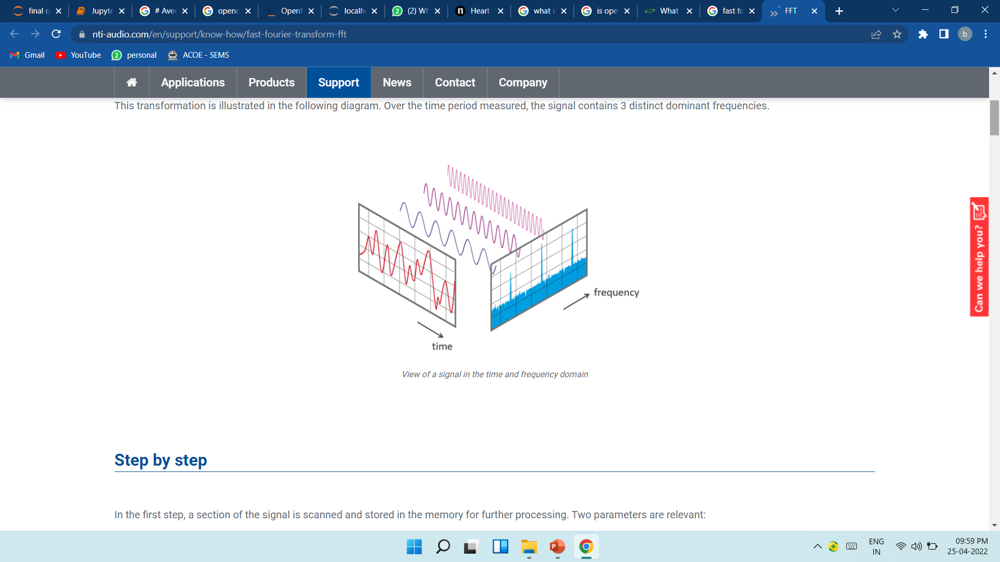 final c
Jupyte
# Aver
openc
OpenM
localh
(2) Wh
Heart
what i
is ope
What
fast fo
FFT
nti-audio.com/en/support/know-how/fast-fourier-transform-fft
b
Gmail
YouTube
2 personal
ACOE - SEMS
Applications
Products
Support
News
Contact
Company
This transformation is illustrated in the following diagram. Over the time period measured, the signal contains 3 distinct dominant frequencies.
frequency
time
View of a signal in the time and frequency domain
Can we help you?
Step by step
In the first step, a section of the signal is scanned and stored in the memory for further processing. Two parameters are relevant:
ENG
IN
09:59 PM
25-04-2022